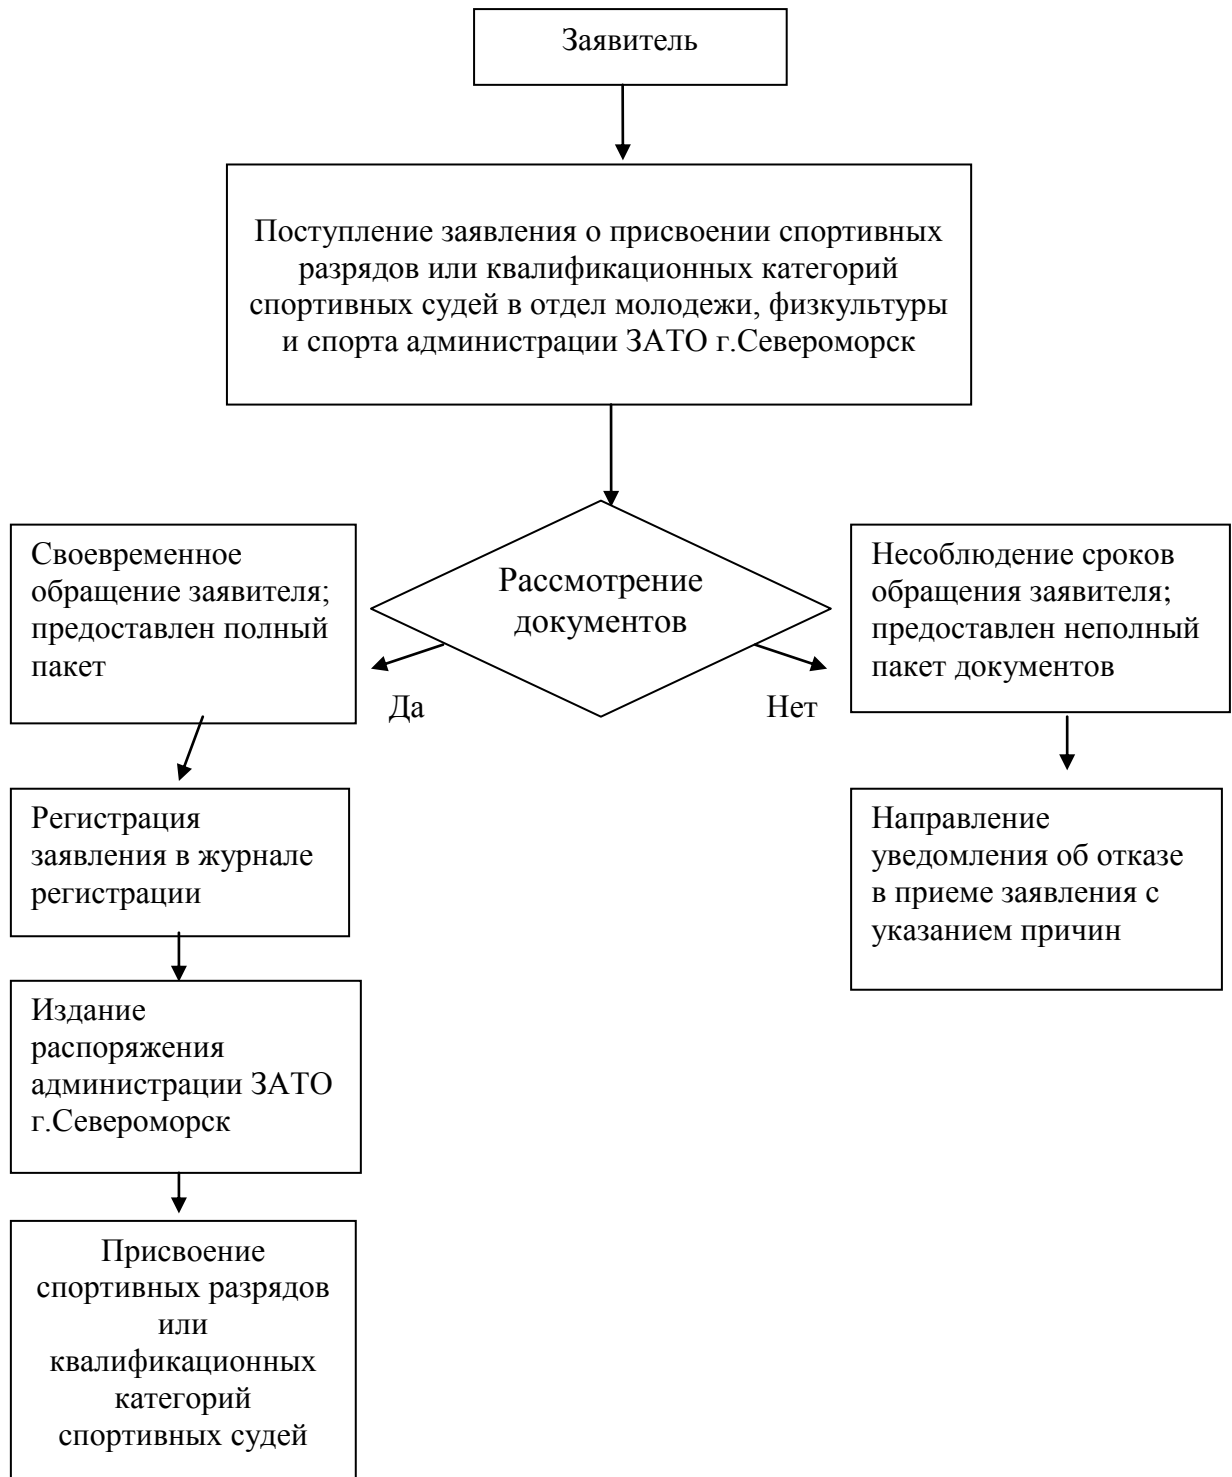 Заявитель
Поступление заявления о присвоении спортивных
разрядов или квалификационных категорий
спортивных судей в отдел молодежи, физкультуры
и спорта администрации ЗАТО г.Североморск
Рассмотрение
документов
Своевременное
обращение заявителя;
предоставлен полный
пакет
Несоблюдение сроков
обращения заявителя;
предоставлен неполный
пакет документов
Да
Нет
Регистрация
заявления в журнале
регистрации
Направление
уведомления об отказе
в приеме заявления с
указанием причин
Издание
распоряжения
администрации ЗАТО
г.Североморск
Присвоение
спортивных разрядов
или
квалификационных
категорий
спортивных судей